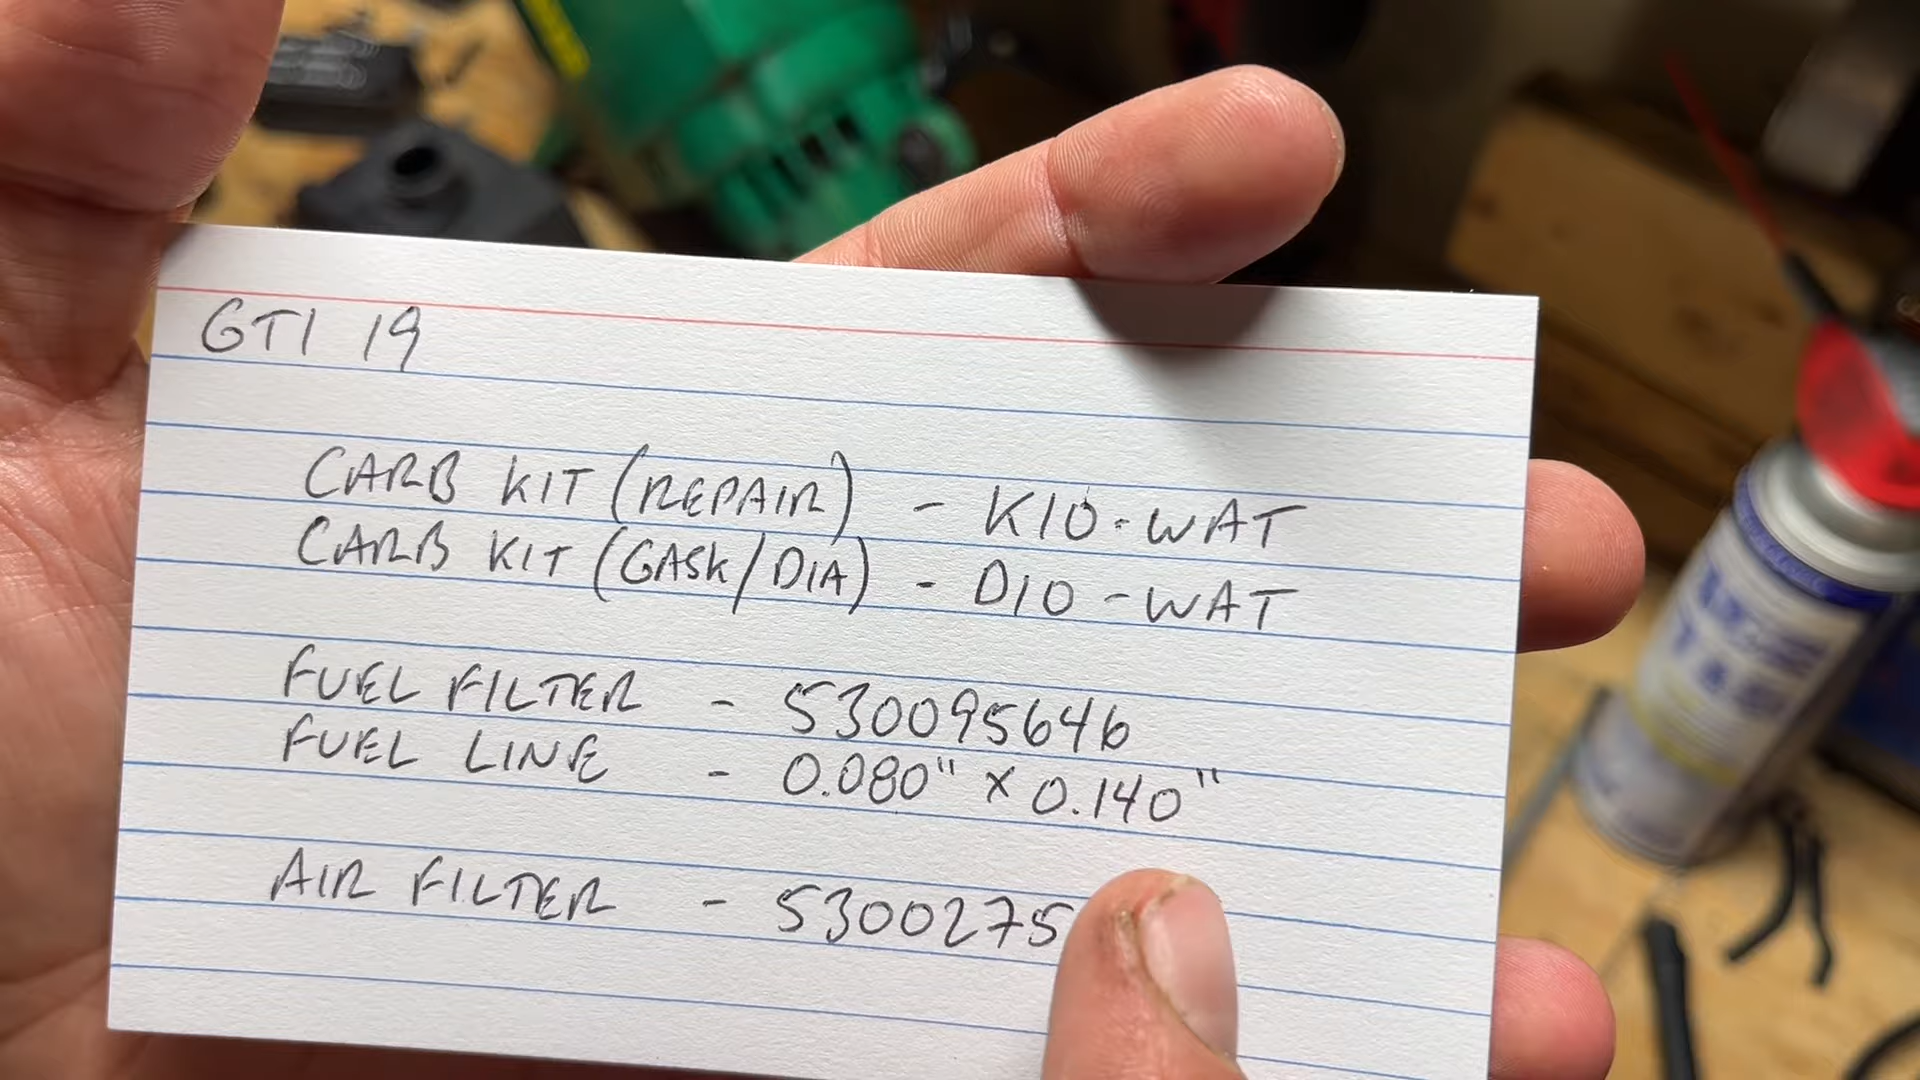 GTI 19
CARB KIT (REPAIR) - K10-WAT
CARB KIT (GASK/DIA) - D10-WAT
FUEL FILTER - 530095646
FUEL LINE - 0.080" X 0.140"
AIR FILTER - 5300275